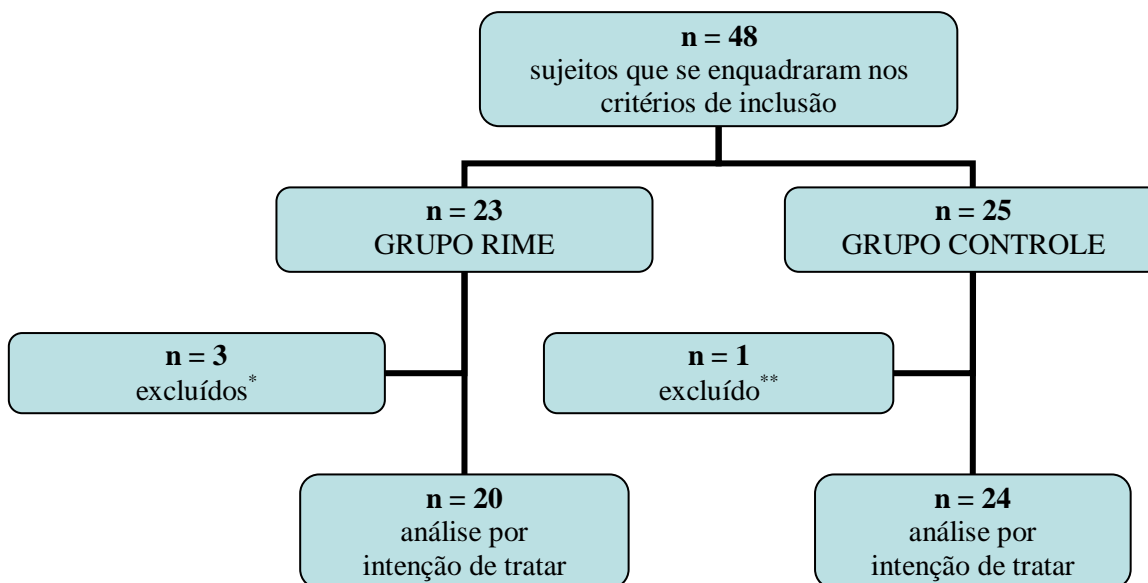 n = 48
sujeitos que se enquadraram nos
critérios de inclusão
n = 23
GRUPO RIME
n = 25
GRUPO CONTROLE
n = 3
excluídos*
n = 1
excluído**
n = 20
análise por
intenção de tratar
n = 24
análise por
intenção de tratar